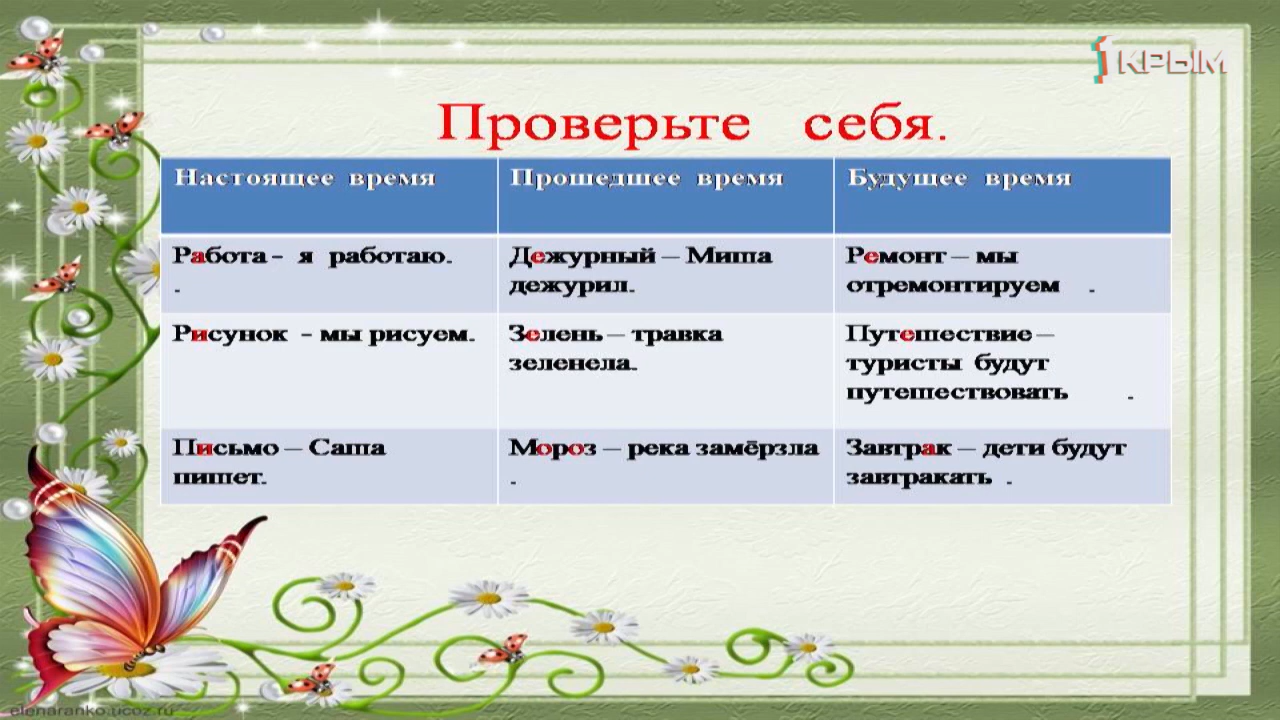 КРЫМ
Проверьте себя.
Настоящее время
Прошедшее время
Будущее время
Работа - я работаю.
.
Дежурный – Миша
дежурил.
Ремонт – мы
отремонтируем .
Рисунок - мы рисуем.
Зелень – травка
зеленела.
Путешествие –
туристы будут
путешествовать .
Письмо – Саша
пишет.
Мороз – река замёрзла
.
Завтрак – дети будут
завтракать .
elenaranko.ucoz.ru